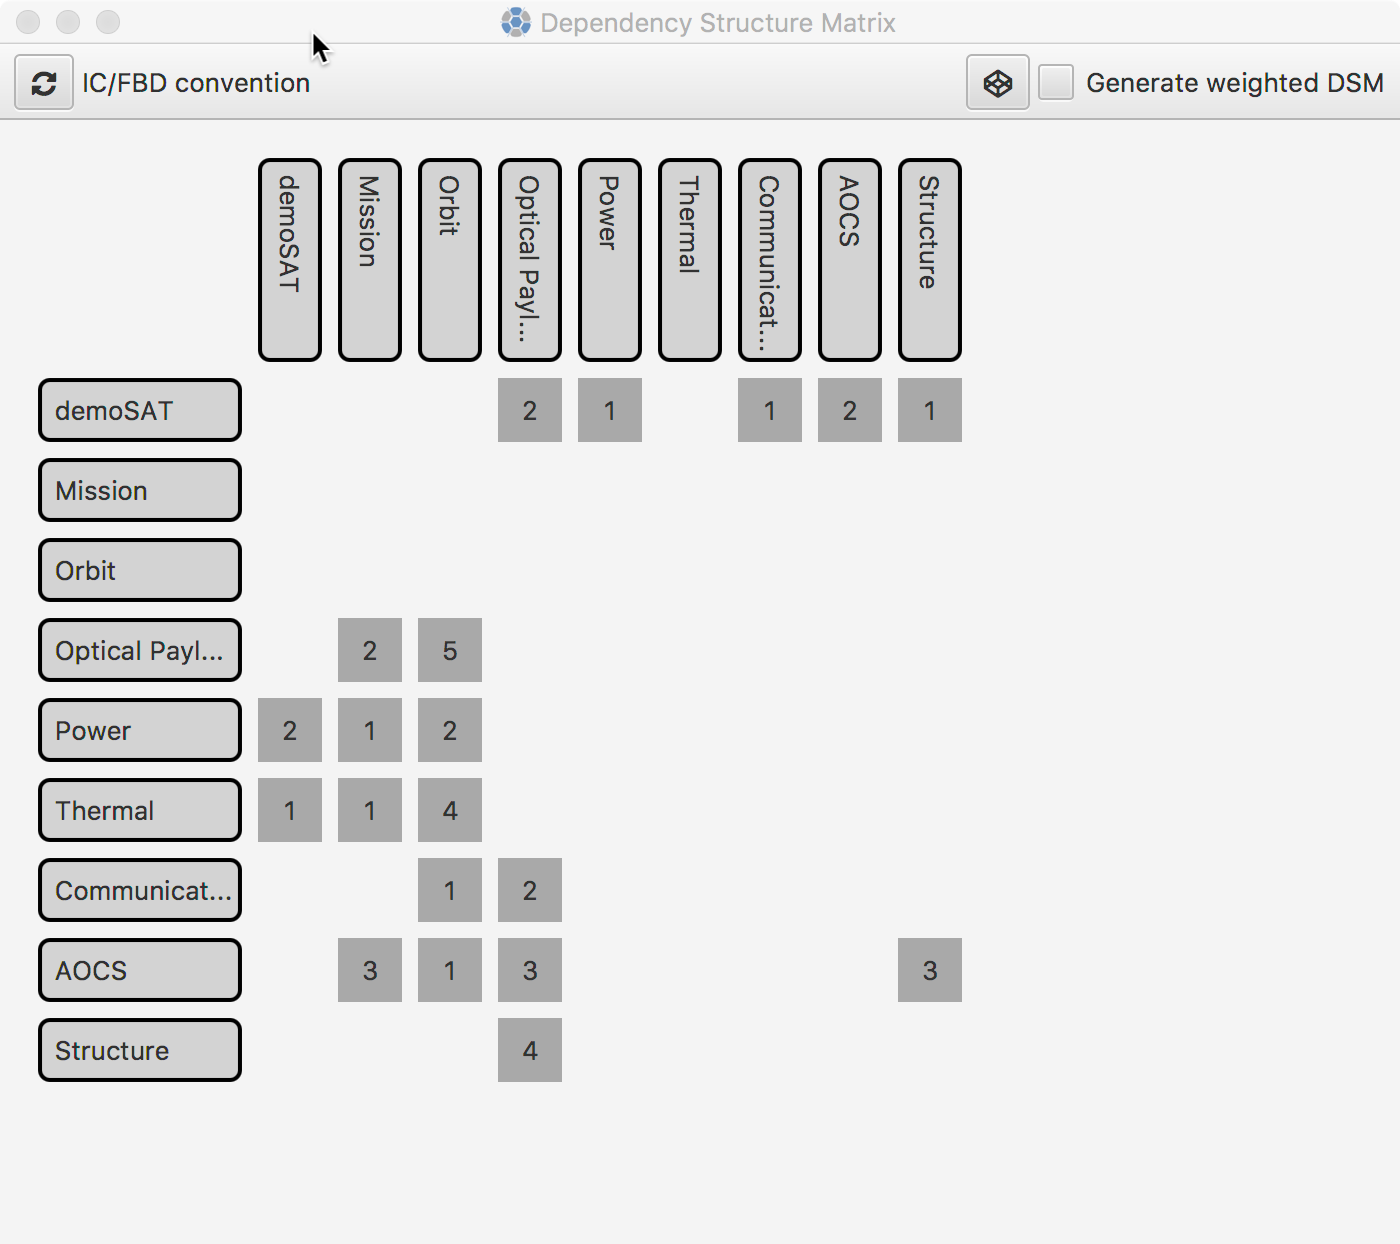 Dependency Structure Matrix
IC/FBD convention
Generate weighted DSM
demoSAT
Mission
Orbit
Optical Payl...
Power
Thermal
Communicat...
AOCS
Structure
demoSAT 2 1 1 2 1
Mission
Orbit
Optical Payl... 2 5
Power 2 1 2
Thermal 1 1 4
Communicat... 1 2
AOCS 3 1 3 3
Structure 4